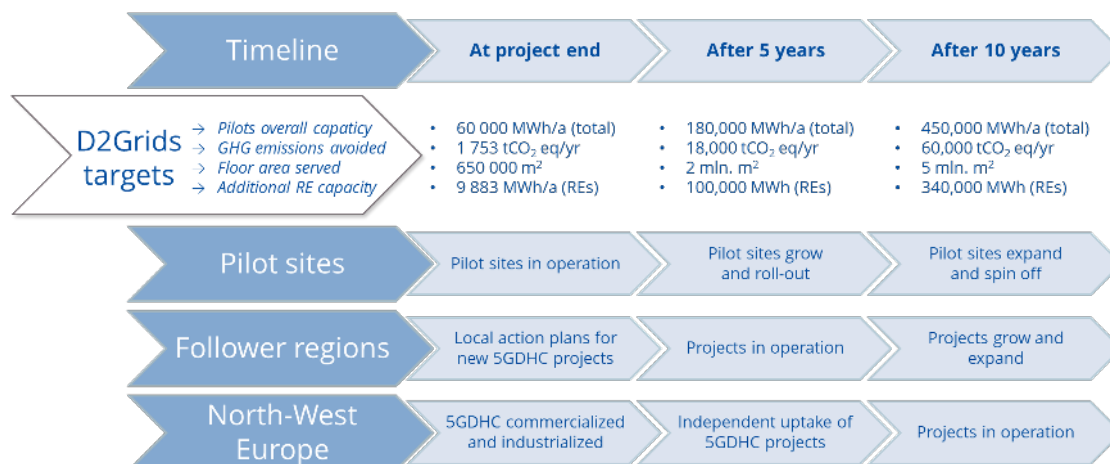 Timeline
At project end
After 5 years
After 10 years
D2Grids
targets
→ Pilots overall capaticy
→ GHG emissions avoided
→ Floor area served
→ Additional RE capacity
• 60 000 MWh/a (total)
• 1 753 tCO₂ eq/yr
• 650 000 m²
• 9 883 MWh/a (REs)
• 180,000 MWh/a (total)
• 18,000 tCO₂ eq/yr
• 2 mln. m²
• 100,000 MWh (REs)
• 450,000 MWh/a (total)
• 60,000 tCO₂ eq/yr
• 5 mln. m²
• 340,000 MWh (REs)
Pilot sites
Pilot sites in operation
Pilot sites grow
and roll-out
Pilot sites expand
and spin off
Follower regions
Local action plans for
new 5GDHC projects
Projects in operation
Projects grow and
expand
North-West
Europe
5GDHC commercialized
and industrialized
Independent uptake of
5GDHC projects
Projects in operation